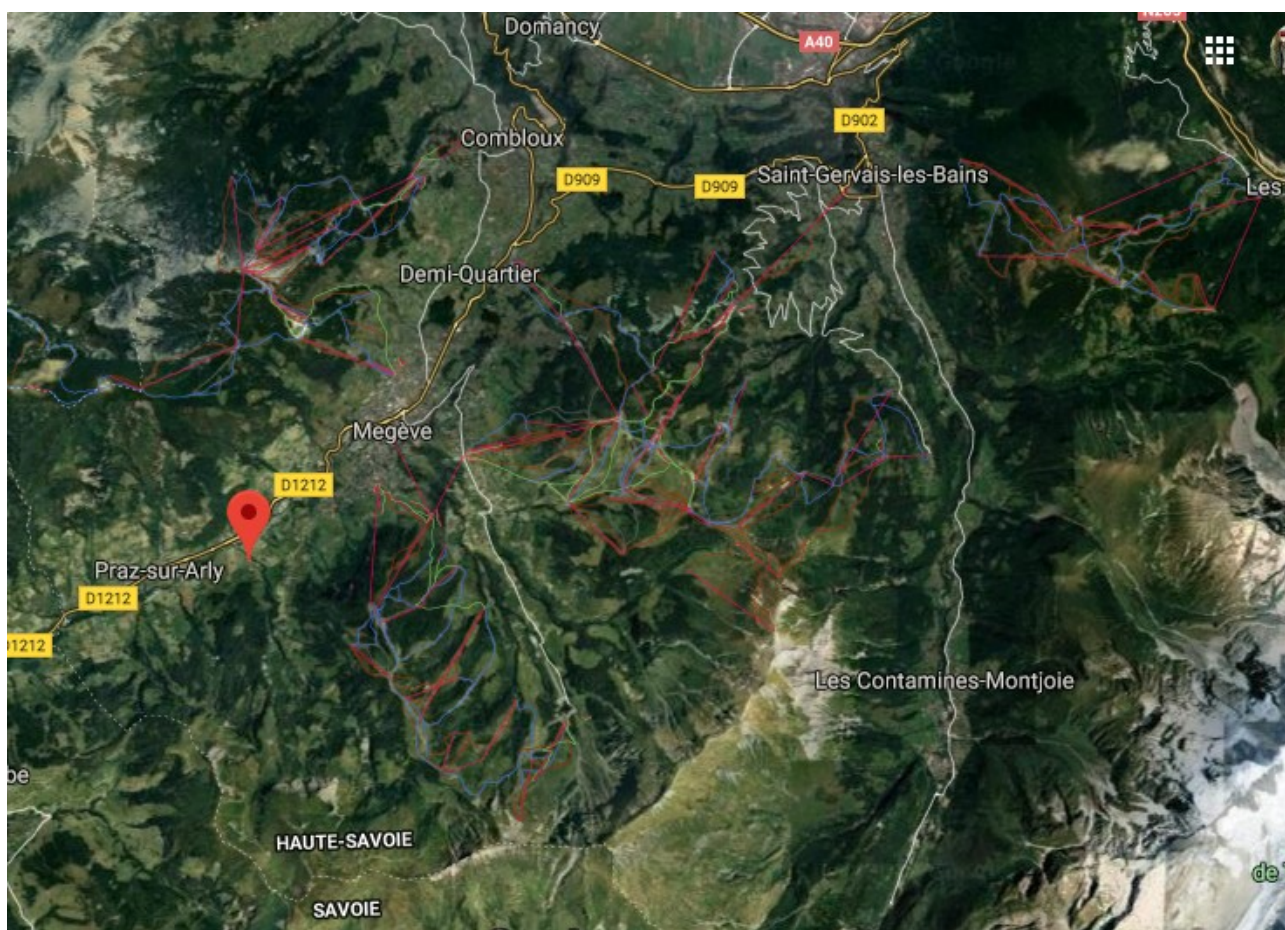 Domancy
A40
Combloux
D902
D909
D909
Saint-Gervais-les-Bains
Les
Demi-Quartier
Megève
D1212
Praz-sur-Arly
D1212
Les Contamines-Montjoie
HAUTE-SAVOIE
SAVOIE
de